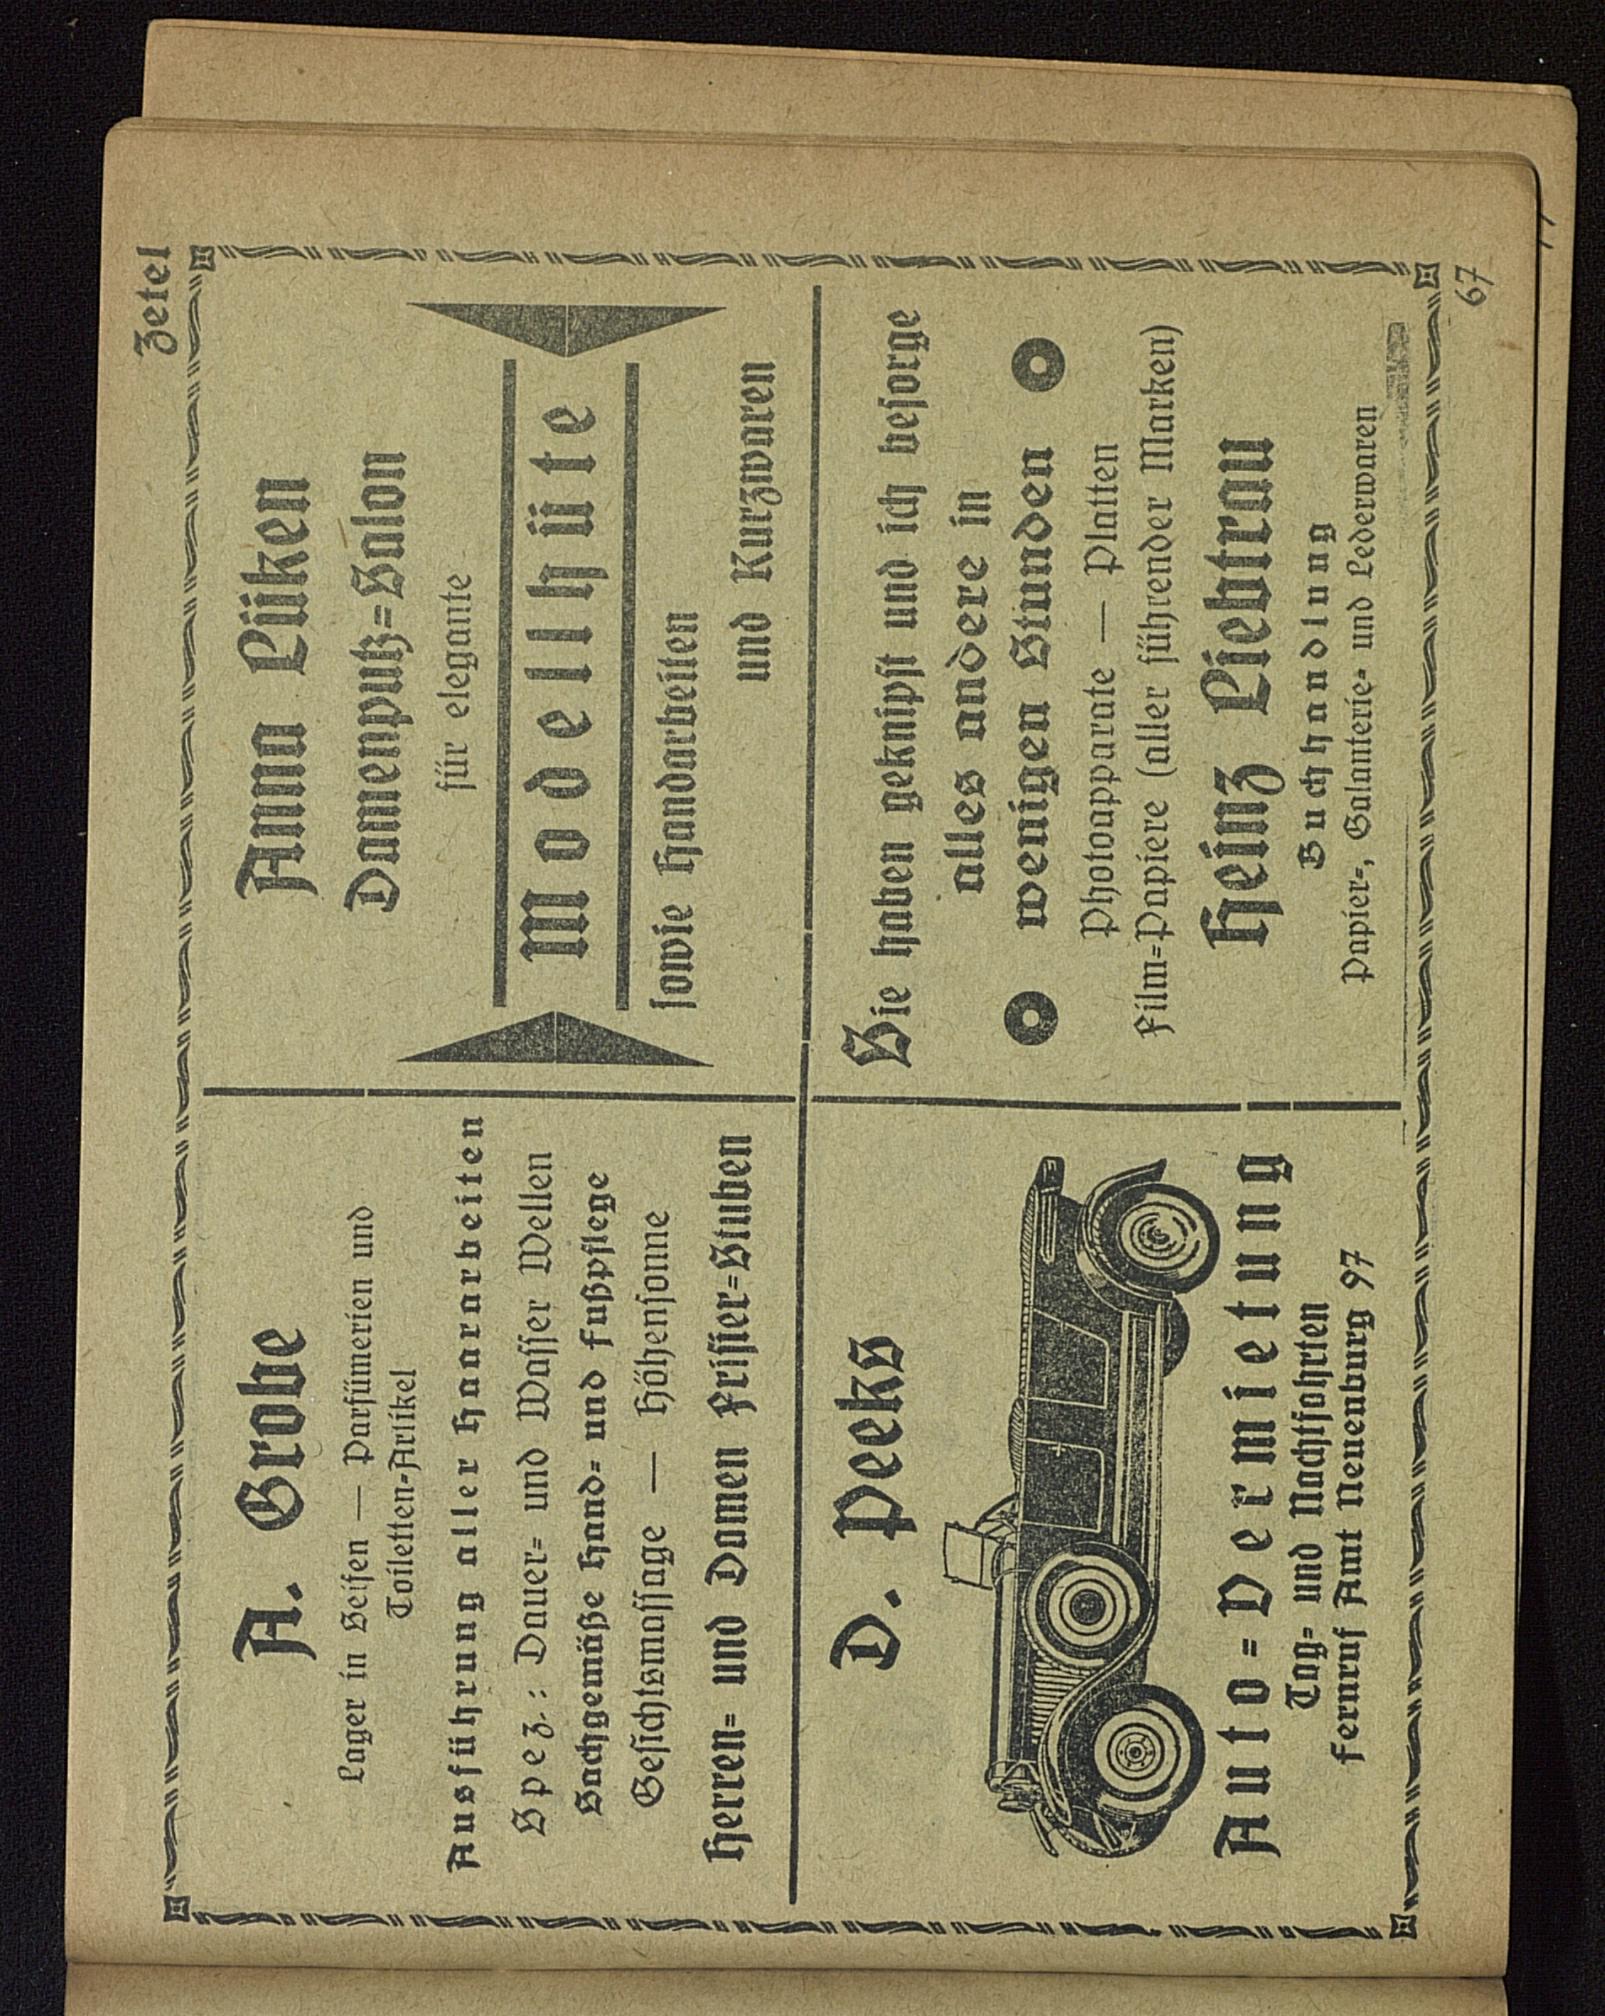 Zetel
A. Grobe
Lager in Seifen — Parfümerien und
Toiletten-Artikel
Ausführung aller Haararbeiten
Spez.: Dauer- und Wasser Wellen
Sachgemäße Hand- und Fußpflege
Gesichtsmassage — Höhensonne
Herren- und Damen Frisier-Stuben
Anna Lüken
Damenputz-Salon
für elegante
Modellhüte
sowie Handarbeiten
und Kurzwaren
D. Peeks
Auto-Vermietung
Tag- und Nachtfahrten
Fernruf Amt Neuenburg 97
Sie haben geknipst und ich besorge
alles andere in
wenigen Stunden
Photoapparate — Platten
Film-Papiere (aller führender Marken)
Heinz Liebtrau
Buchhandlung
Papier-, Galanterie- und Lederwaren
67